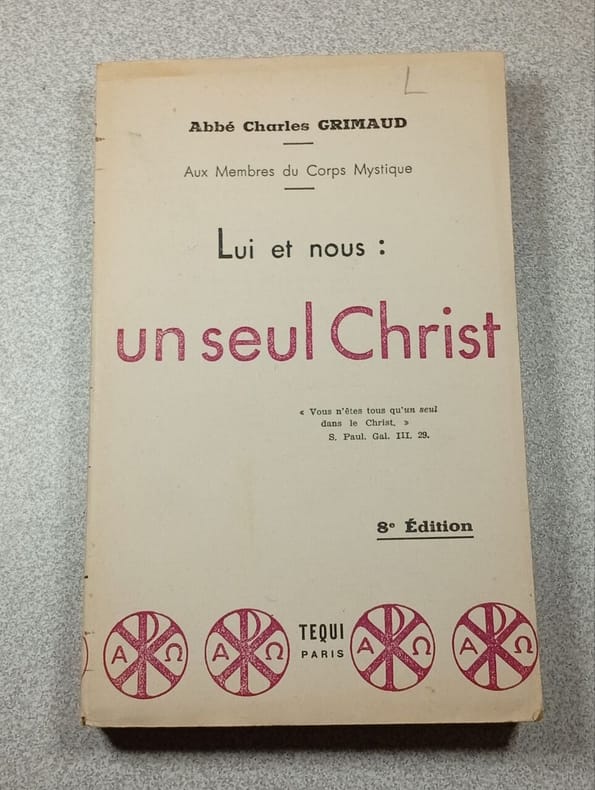 L
Abbé Charles GRIMAUD
Aux Membres du Corps Mystique
Lui et nous :
un seul Christ
« Vous n'êtes tous qu'un seul
dans le Christ. »
S. Paul. Gal. III. 29.
8e Édition
TEQUI
PARIS
Α Ω Α Ω Α Ω Α Ω